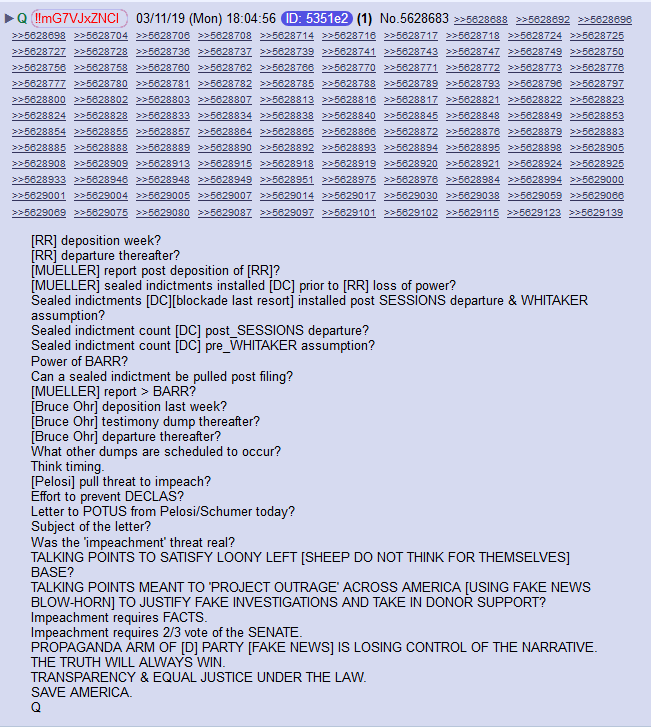 ▶ Q !!mG7VJxZNCI 03/11/19 (Mon) 18:04:56 ID: 5351e2 (1) No.5628683 >>5628688 >>5628692 >>5628696
>>5628698 >>5628704 >>5628706 >>5628708 >>5628714 >>5628716 >>5628717 >>5628718 >>5628724 >>5628725
>>5628727 >>5628728 >>5628736 >>5628737 >>5628739 >>5628741 >>5628743 >>5628747 >>5628749 >>5628750
>>5628756 >>5628758 >>5628760 >>5628762 >>5628766 >>5628770 >>5628771 >>5628772 >>5628773 >>5628776
>>5628777 >>5628780 >>5628781 >>5628782 >>5628785 >>5628788 >>5628789 >>5628793 >>5628796 >>5628797
>>5628800 >>5628802 >>5628803 >>5628807 >>5628813 >>5628816 >>5628817 >>5628821 >>5628822 >>5628823
>>5628824 >>5628828 >>5628833 >>5628834 >>5628838 >>5628840 >>5628845 >>5628848 >>5628849 >>5628853
>>5628854 >>5628855 >>5628857 >>5628864 >>5628865 >>5628866 >>5628872 >>5628876 >>5628879 >>5628883
>>5628885 >>5628888 >>5628889 >>5628890 >>5628892 >>5628893 >>5628894 >>5628895 >>5628898 >>5628905
>>5628908 >>5628909 >>5628913 >>5628915 >>5628918 >>5628919 >>5628920 >>5628921 >>5628924 >>5628925
>>5628933 >>5628946 >>5628948 >>5628949 >>5628951 >>5628975 >>5628976 >>5628984 >>5628994 >>5629000
>>5629001 >>5629004 >>5629005 >>5629007 >>5629014 >>5629017 >>5629030 >>5629038 >>5629059 >>5629066
>>5629069 >>5629075 >>5629080 >>5629087 >>5629097 >>5629101 >>5629102 >>5629115 >>5629123 >>5629139
[RR] deposition week?
[RR] departure thereafter?
[MUELLER] report post deposition of [RR]?
[MUELLER] sealed indictments installed [DC] prior to [RR] loss of power?
Sealed indictments [DC][blockade last resort] installed post SESSIONS departure & WHITAKER
assumption?
Sealed indictment count [DC] post_SESSIONS departure?
Sealed indictment count [DC] pre_WHITAKER assumption?
Power of BARR?
Can a sealed indictment be pulled post filing?
[MUELLER] report > BARR?
[Bruce Ohr] deposition last week?
[Bruce Ohr] testimony dump thereafter?
[Bruce Ohr] departure thereafter?
What other dumps are scheduled to occur?
Think timing.
[Pelosi] pull threat to impeach?
Effort to prevent DECLAS?
Letter to POTUS from Pelosi/Schumer today?
Subject of the letter?
Was the 'impeachment' threat real?
TALKING POINTS TO SATISFY LOONY LEFT [SHEEP DO NOT THINK FOR THEMSELVES]
BASE?
TALKING POINTS MEANT TO 'PROJECT OUTRAGE' ACROSS AMERICA [USING FAKE NEWS
BLOW-HORN] TO JUSTIFY FAKE INVESTIGATIONS AND TAKE IN DONOR SUPPORT?
Impeachment requires FACTS.
Impeachment requires 2/3 vote of the SENATE.
PROPAGANDA ARM OF [D] PARTY [FAKE NEWS] IS LOSING CONTROL OF THE NARRATIVE.
THE TRUTH WILL ALWAYS WIN.
TRANSPARENCY & EQUAL JUSTICE UNDER THE LAW.
SAVE AMERICA.
Q